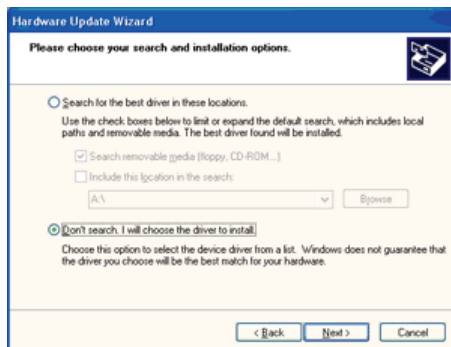 Hardware Update Wizard
Please choose your search and installation options.
Search for the best driver in these locations.
Use the check boxes below to limit or expand the default search, which includes local
paths and removable media. The best driver found will be installed.
Search removable media (floppy, CD-ROM...)
Include this location in the search:
A:\
Browse
Don't search. I will choose the driver to install.
Choose this option to select the device driver from a list. Windows does not guarantee that
the driver you choose will be the best match for your hardware.
< Back Next > Cancel